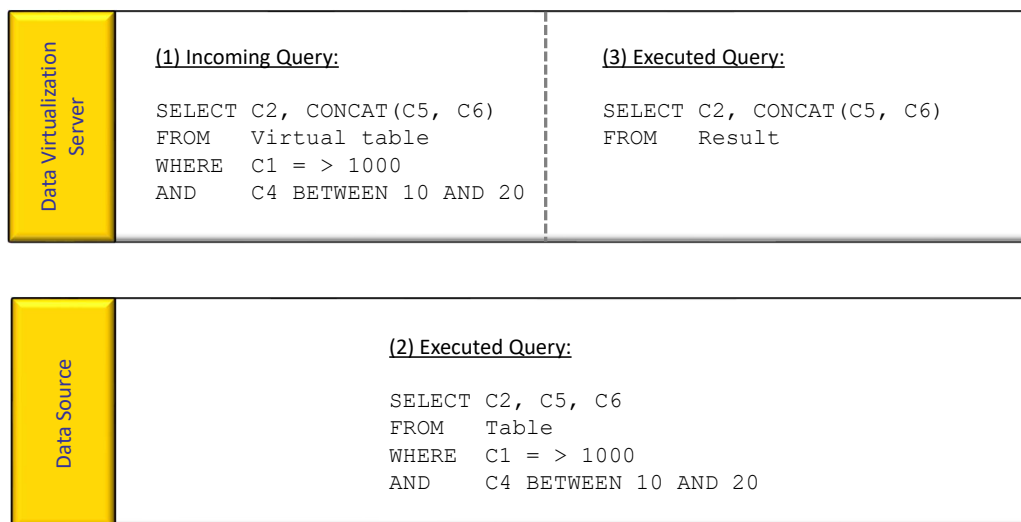 Data Virtualization
Server
(1) Incoming Query:
SELECT C2, CONCAT(C5, C6)
FROM Virtual table
WHERE C1 = > 1000
AND C4 BETWEEN 10 AND 20
(3) Executed Query:
SELECT C2, CONCAT(C5, C6)
FROM Result
Data Source
(2) Executed Query:
SELECT C2, C5, C6
FROM Table
WHERE C1 = > 1000
AND C4 BETWEEN 10 AND 20